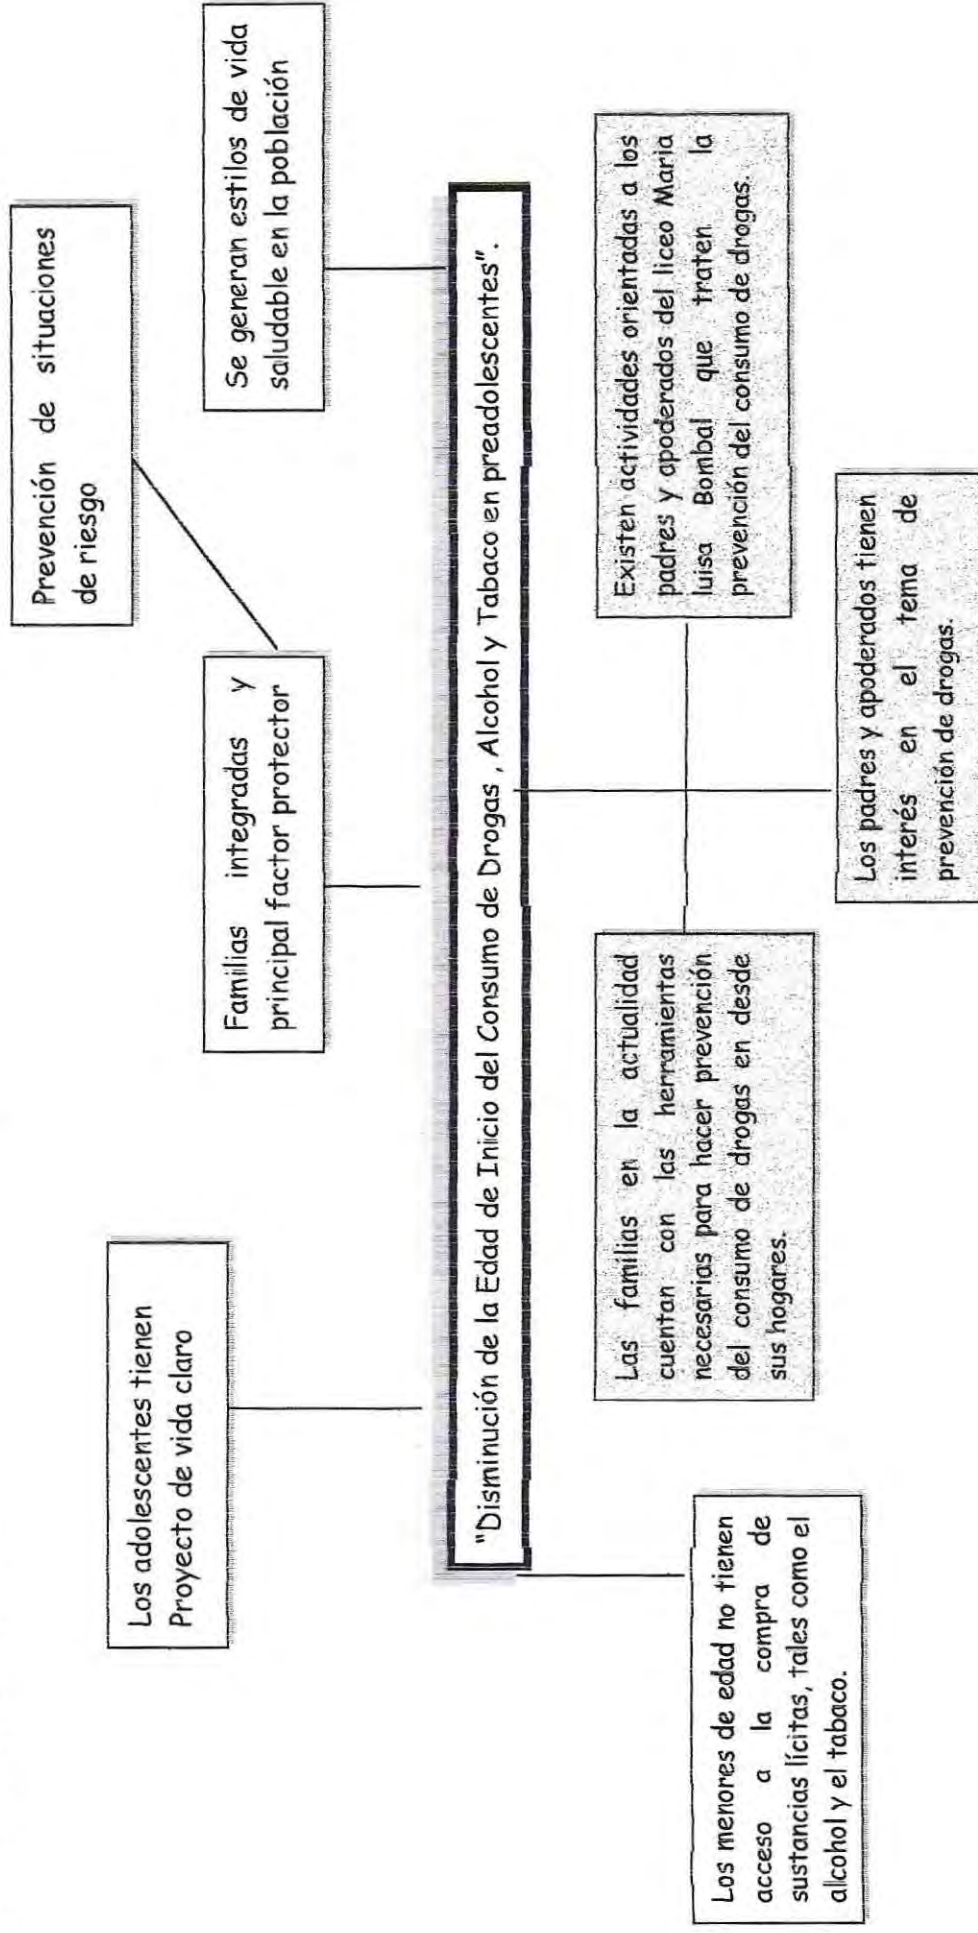 Prevención de situaciones
de riesgo
Los adolescentes tienen
Proyecto de vida claro
Familias integradas y
principal factor protector
Se generan estilos de vida
saludable en la población
"Disminución de la Edad de Inicio del Consumo de Drogas , Alcohol y Tabaco en preadolescentes".
Las familias en la actualidad
cuentan con las herramientas
necesarias para hacer prevención
del consumo de drogas en desde
sus hogares.
Existen actividades orientadas a los
padres y apoderados del liceo Maria
luisa Bombal que traten la
prevención del consumo de drogas.
Los menores de edad no tienen
acceso a la compra de
sustancias lícitas, tales como el
alcohol y el tabaco.
Los padres y apoderados tienen
interés en el tema de
prevención de drogas.